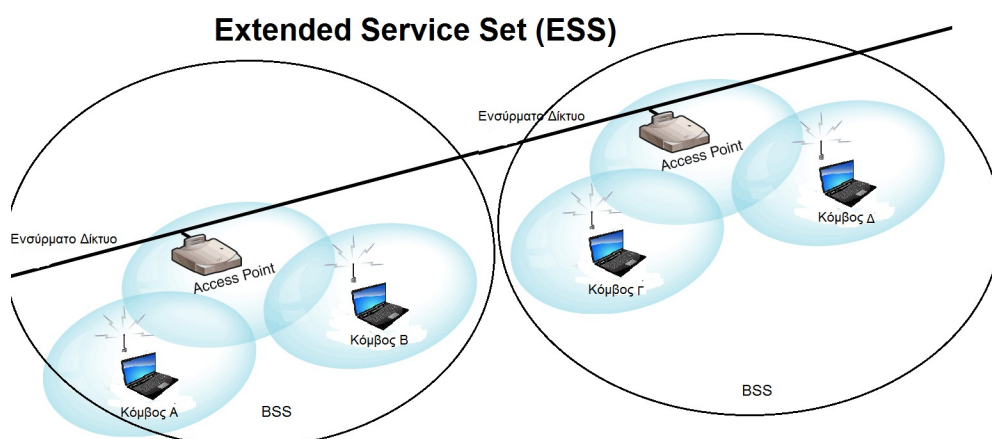 Extended Service Set (ESS)
Ενσύρματο Δίκτυο
Access Point
Κόμβος Δ
Κόμβος Γ
BSS
Ενσύρματο Δίκτυο
Access Point
Κόμβος Β
Κόμβος Α
BSS